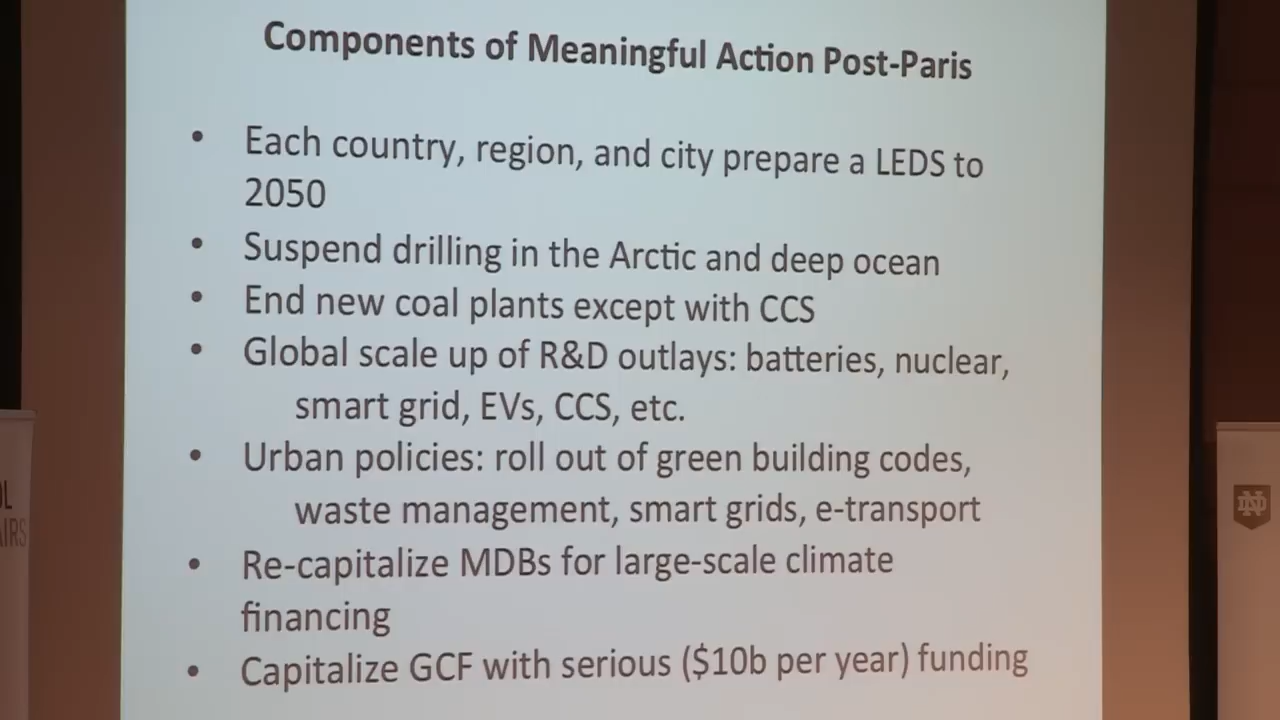 Components of Meaningful Action Post-Paris
• Each country, region, and city prepare a LEDS to
2050
• Suspend drilling in the Arctic and deep ocean
• End new coal plants except with CCS
• Global scale up of R&D outlays: batteries, nuclear,
smart grid, EVs, CCS, etc.
• Urban policies: roll out of green building codes,
waste management, smart grids, e-transport
• Re-capitalize MDBs for large-scale climate
financing
• Capitalize GCF with serious ($10b per year) funding
OL
AIRS
ND